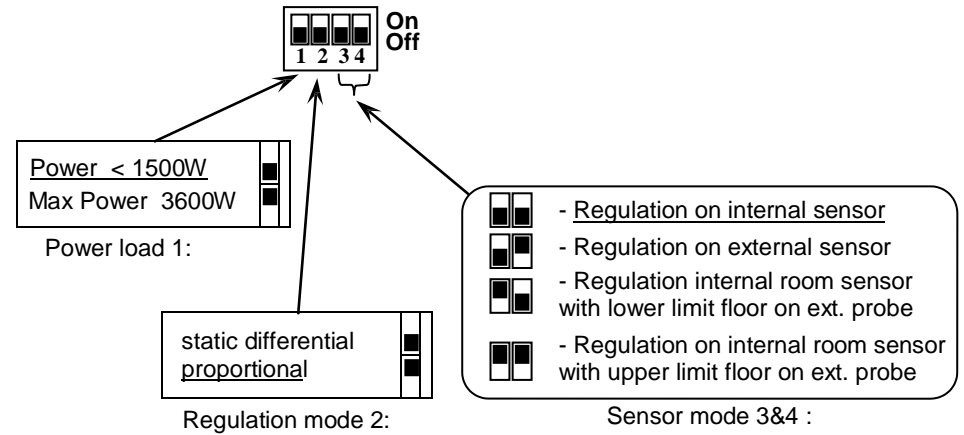 On
Off
1 2 3 4
Power < 1500W
Max Power 3600W
Power load 1:
static differential
proportional
Regulation mode 2:
- Regulation on internal sensor
- Regulation on external sensor
- Regulation internal room sensor
with lower limit floor on ext. probe
- Regulation on internal room sensor
with upper limit floor on ext. probe
Sensor mode 3&4 :